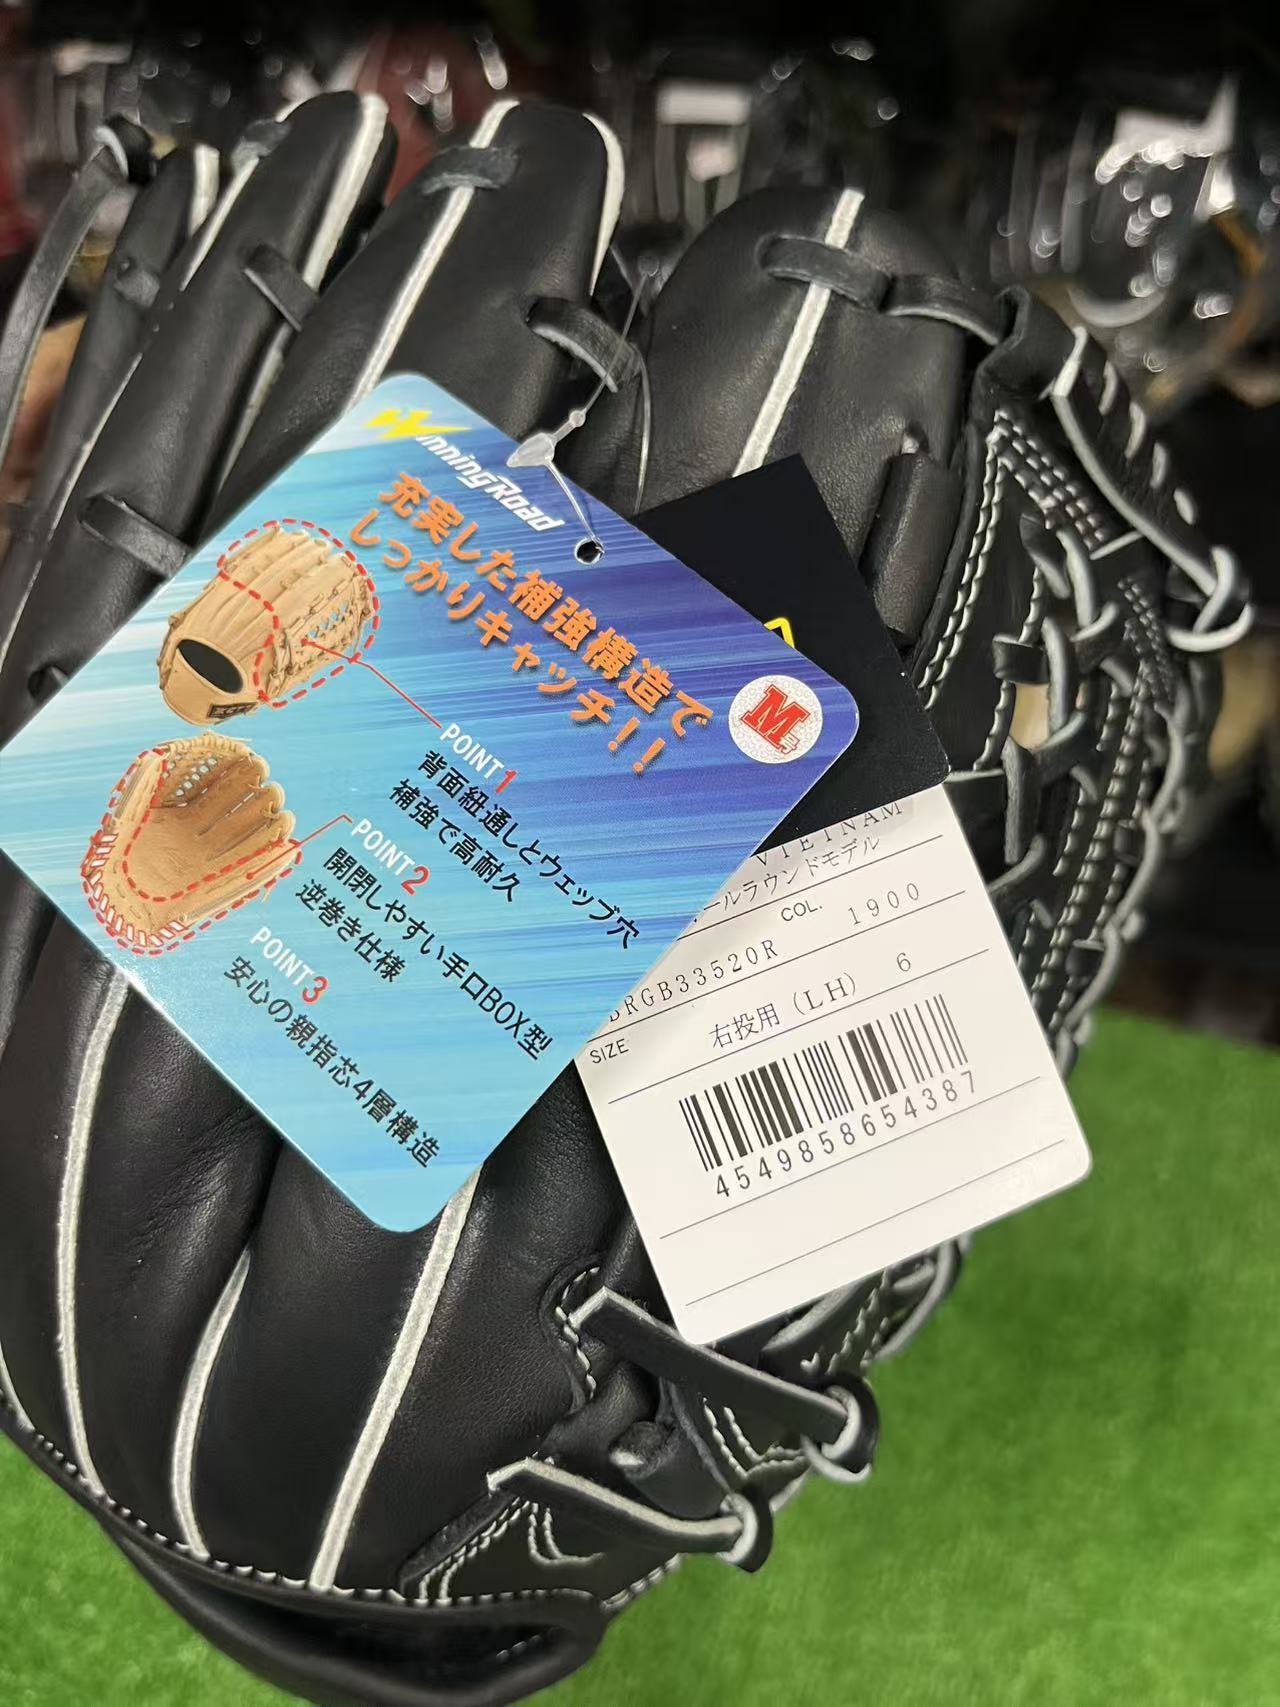 WinningRoad
充実した補強構造で
しっかりキャッチ！！
M
POINT1
背面紐通しとウェッブ穴
補強で高耐久
POINT2
開閉しやすい手口BOX型
逆巻き仕様
POINT3
安心の親指芯4層構造
VIETNAM
ールラウンドモデル
COL. 1900
BRGB33520R
SIZE 右投用（LH） 6
4549858654387